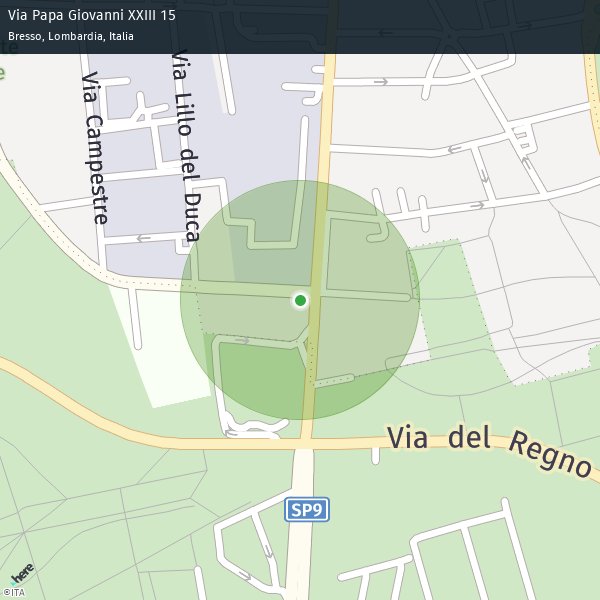 Via Papa Giovanni XXIII 15
Bresso, Lombardia, Italia
Via Campestre
Via Lillo del Duca
Via del Regno
SP9
here
©ITA